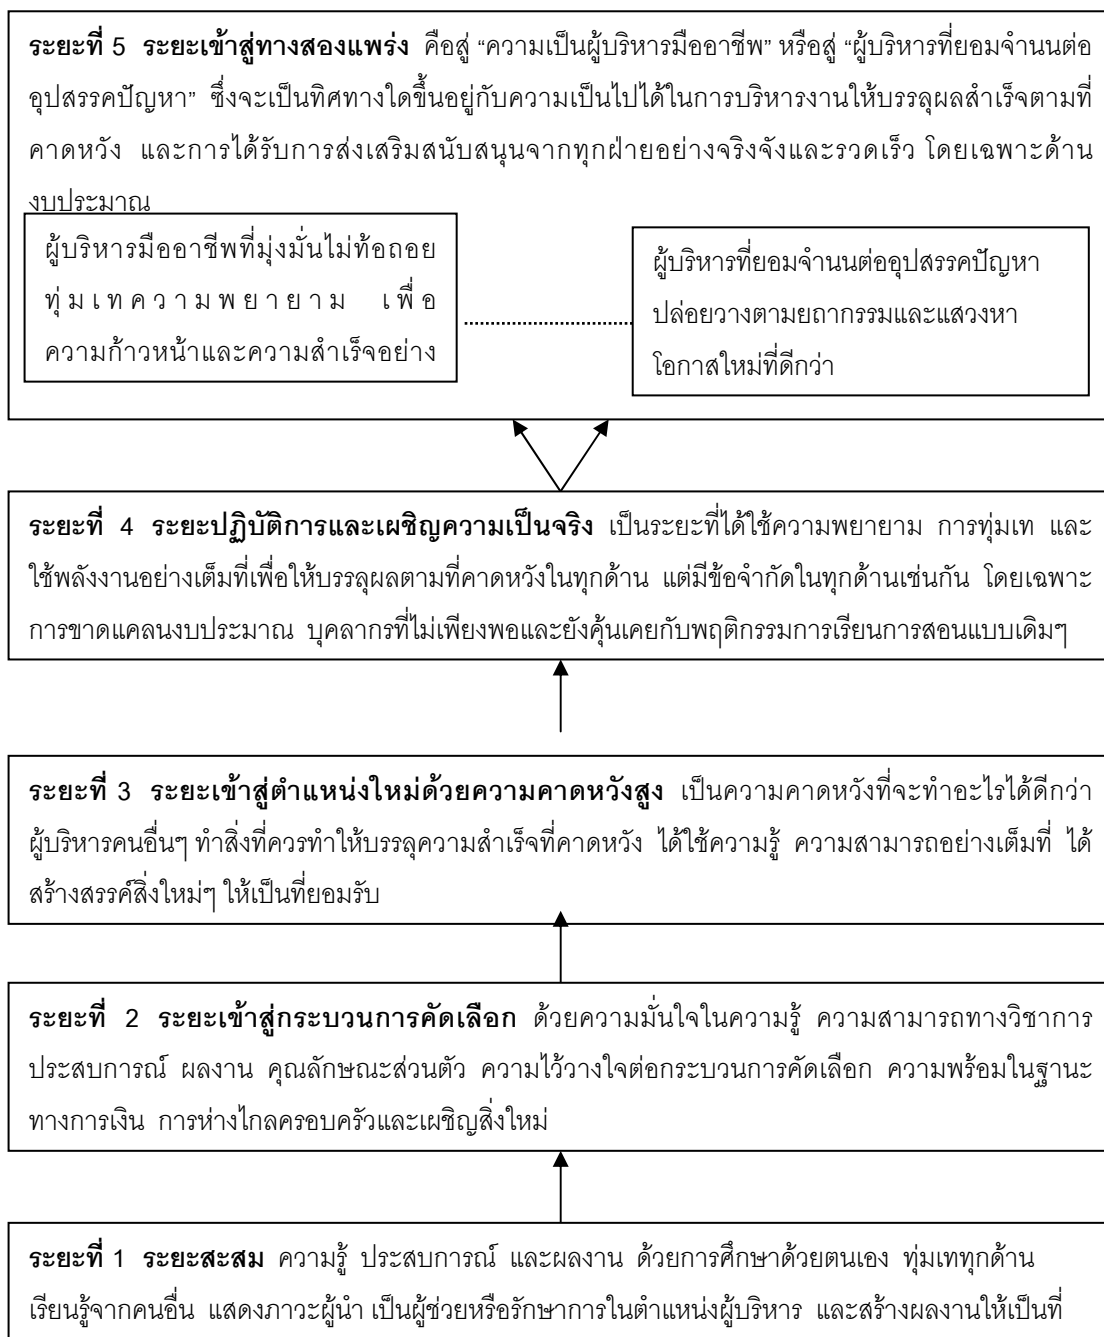 ระยะที่ 5 ระยะเข้าสู่ทางสองแพร่ง คือสู่ “ความเป็นผู้บริหารมืออาชีพ” หรือสู่ “ผู้บริหารที่ยอมจำนนต่อ
อุปสรรคปัญหา” ซึ่งจะเป็นทิศทางใดขึ้นอยู่กับความเป็นไปได้ในการบริหารงานให้บรรลุผลสำเร็จตามที่
คาดหวัง และการได้รับการส่งเสริมสนับสนุนจากทุกฝ่ายอย่างจริงจังและรวดเร็ว โดยเฉพาะด้าน
งบประมาณ
ผู้บริหารมืออาชีพที่มุ่งมั่นไม่ท้อถอย
ทุ่มเทความพยายาม เพื่อ
ความก้าวหน้าและความสำเร็จอย่าง
ผู้บริหารที่ยอมจำนนต่ออุปสรรคปัญหา
ปล่อยวางตามยถากรรมและแสวงหา
โอกาสใหม่ที่ดีกว่า
ระยะที่ 4 ระยะปฏิบัติการและเผชิญความเป็นจริง เป็นระยะที่ได้ใช้ความพยายาม การทุ่มเท และ
ใช้พลังงานอย่างเต็มที่เพื่อให้บรรลุผลตามที่คาดหวังในทุกด้าน แต่มีข้อจำกัดในทุกด้านเช่นกัน โดยเฉพาะ
การขาดแคลนงบประมาณ บุคลากรที่ไม่เพียงพอและยังคุ้นเคยกับพฤติกรรมการเรียนการสอนแบบเดิมๆ
ระยะที่ 3 ระยะเข้าสู่ตำแหน่งใหม่ด้วยความคาดหวังสูง เป็นความคาดหวังที่จะทำอะไรได้ดีกว่า
ผู้บริหารคนอื่นๆ ทำสิ่งที่ควรทำให้บรรลุความสำเร็จที่คาดหวัง ได้ใช้ความรู้ ความสามารถอย่างเต็มที่ ได้
สร้างสรรค์สิ่งใหม่ๆ ให้เป็นที่ยอมรับ
ระยะที่ 2 ระยะเข้าสู่กระบวนการคัดเลือก ด้วยความมั่นใจในความรู้ ความสามารถทางวิชาการ
ประสบการณ์ ผลงาน คุณลักษณะส่วนตัว ความไว้วางใจต่อกระบวนการคัดเลือก ความพร้อมในฐานะ
ทางการเงิน การห่างไกลครอบครัวและเผชิญสิ่งใหม่
ระยะที่ 1 ระยะสะสม ความรู้ ประสบการณ์ และผลงาน ด้วยการศึกษาด้วยตนเอง ทุ่มเททุกด้าน
เรียนรู้จากคนอื่น แสดงภาวะผู้นำ เป็นผู้ช่วยหรือรักษาการในตำแหน่งผู้บริหาร และสร้างผลงานให้เป็นที่